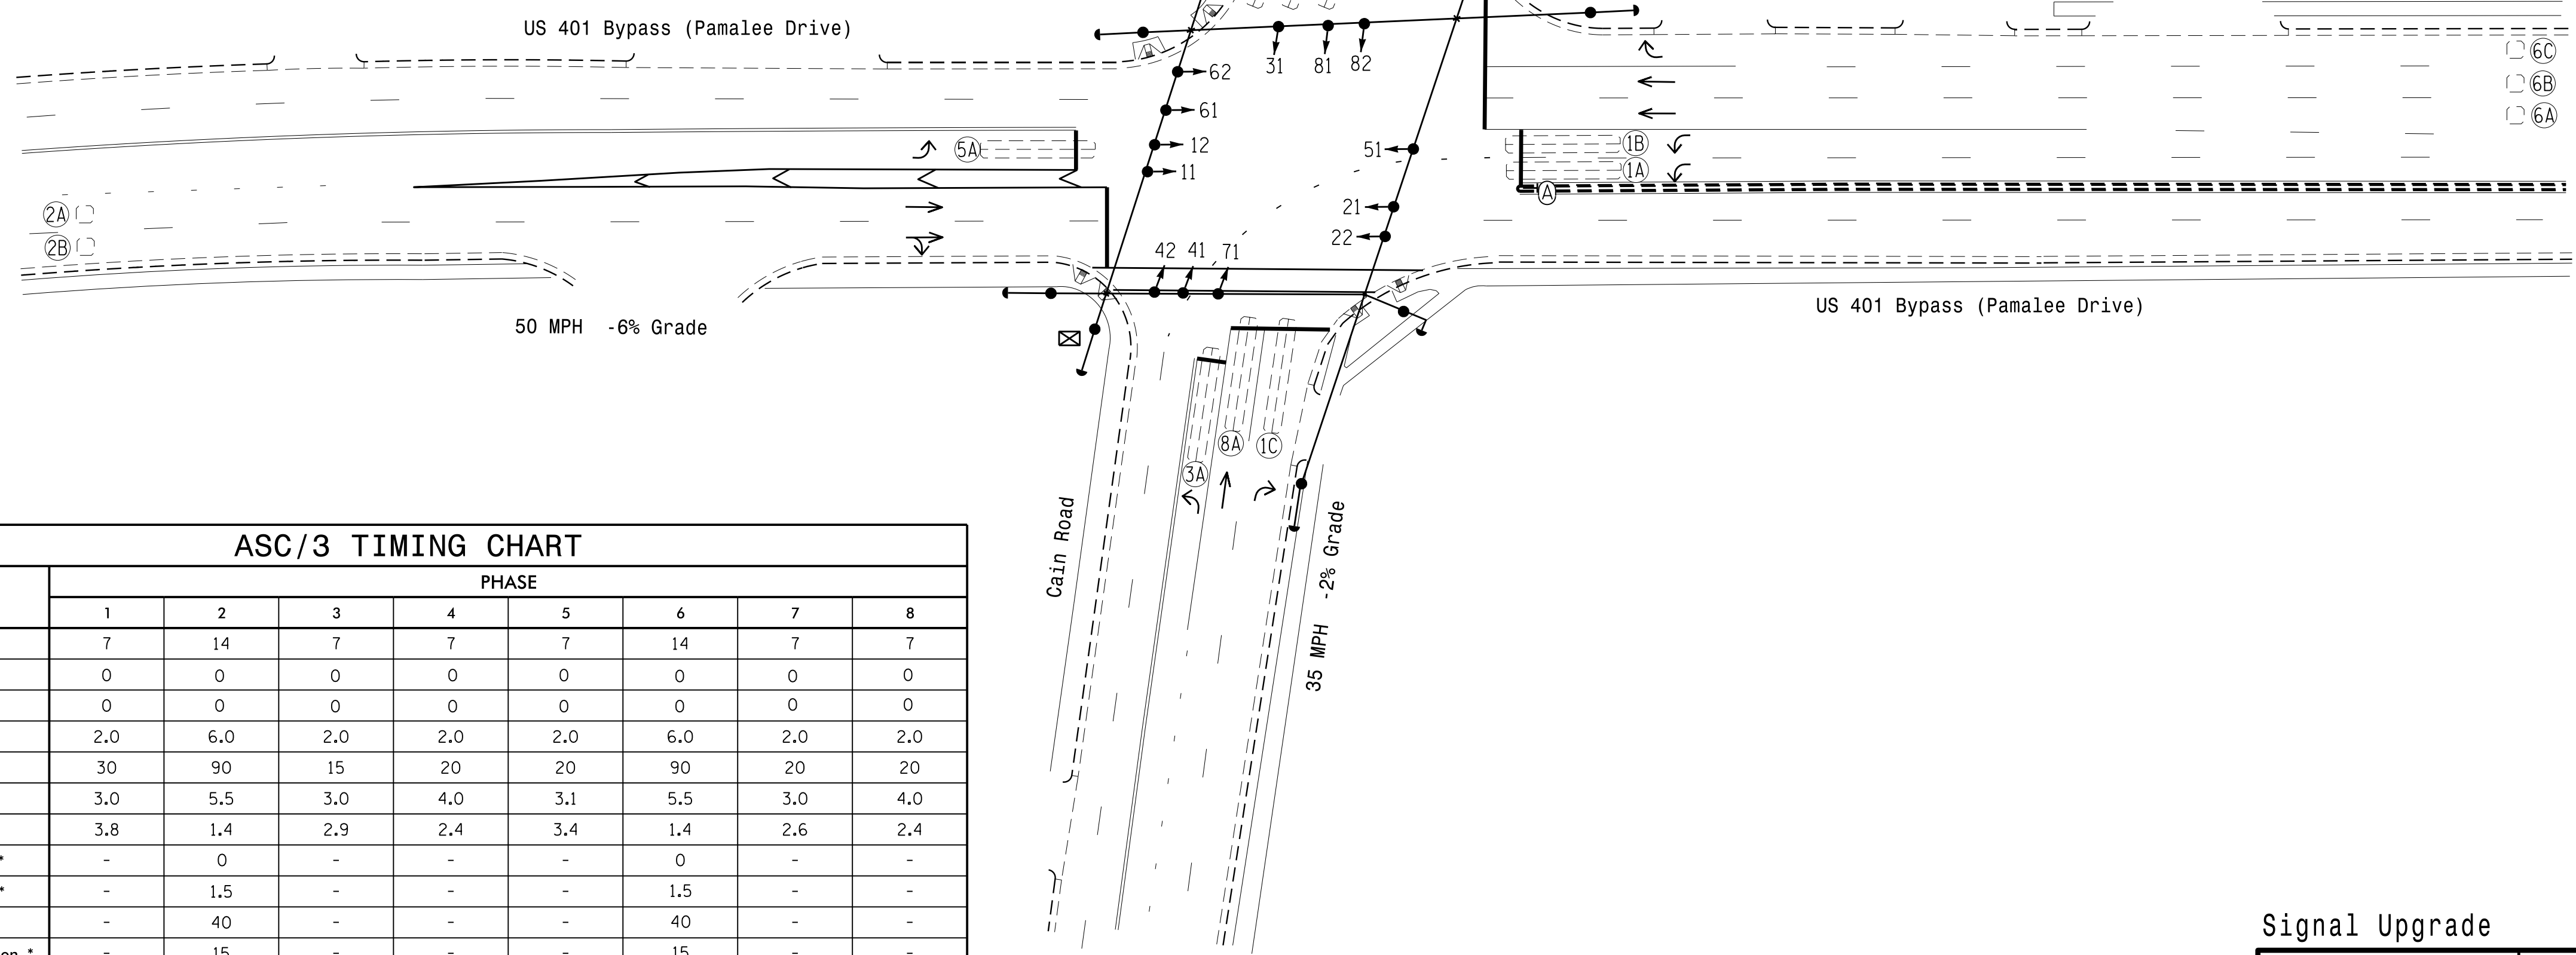 US 401 Bypass (Pamalee Drive)
31 81 82
62
61
12
11
51
21
22
42 41 71
5A
2A
2B
1B
1A
A
6C
6B
6A
50 MPH -6% Grade
US 401 Bypass (Pamalee Drive)
3A 8A 1C
Cain Road
35 MPH -2% Grade
ASC/3 TIMING CHART
PHASE
1 2 3 4 5 6 7 8
7 14 7 7 7 14 7 7
0 0 0 0 0 0 0 0
0 0 0 0 0 0 0 0
2.0 6.0 2.0 2.0 2.0 6.0 2.0 2.0
30 90 15 20 20 90 20 20
3.0 5.5 3.0 4.0 3.1 5.5 3.0 4.0
3.8 1.4 2.9 2.4 3.4 1.4 2.6 2.4
* - 0 - - - 0 - -
* - 1.5 - - - 1.5 - -
- 40 - - - 40 - -
on * - 15 - - - 15 - -
Signal Upgrade